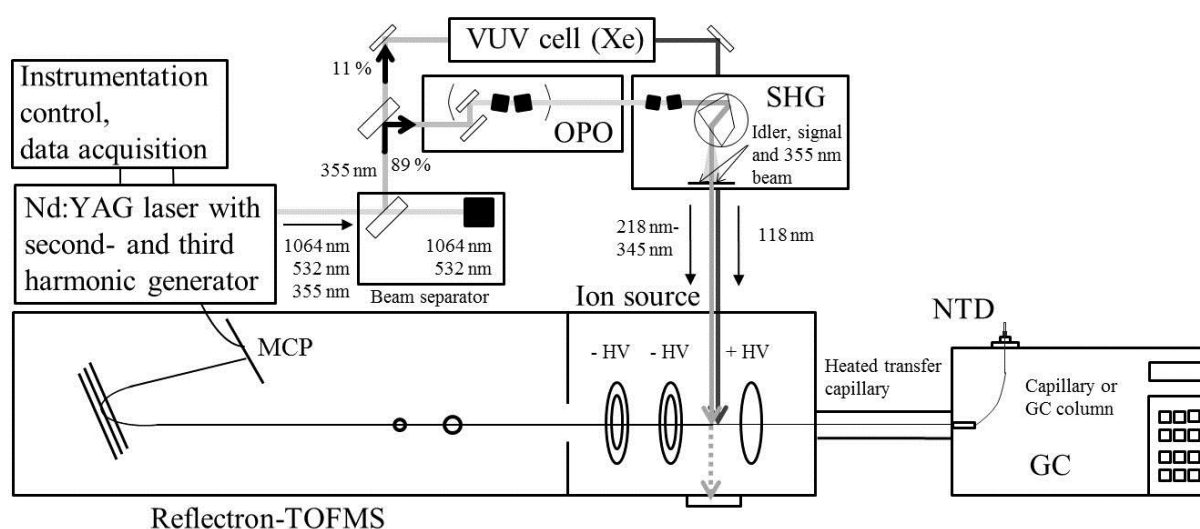 VUV cell (Xe)
11 %
Instrumentation
control,
data acquisition
OPO
SHG
Idler, signal
and 355 nm
beam
355 nm
89 %
Nd:YAG laser with
second- and third
harmonic generator
1064 nm
532 nm
355 nm
1064 nm
532 nm
Beam separator
218 nm-
345 nm
118 nm
Ion source
NTD
MCP
- HV
- HV
+ HV
Heated transfer
capillary
Capillary or
GC column
GC
Reflectron-TOFMS